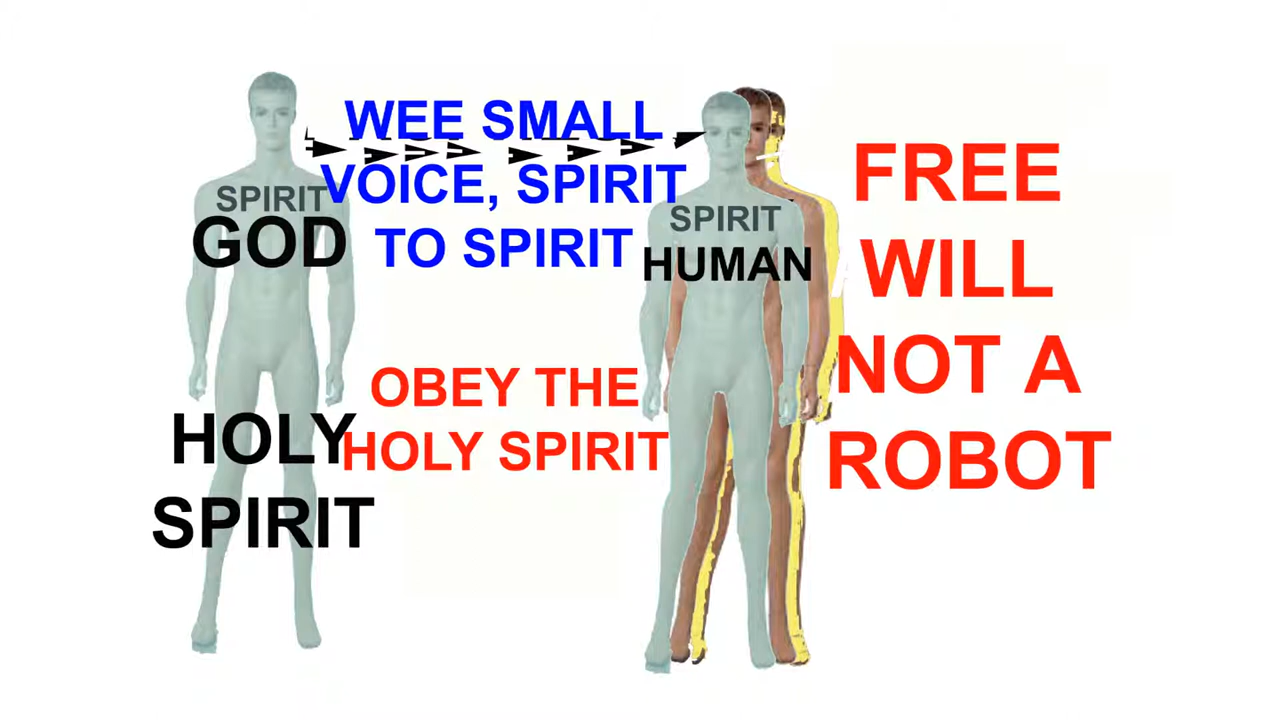 WEE SMALL
VOICE, SPIRIT
TO SPIRIT
SPIRIT
GOD
SPIRIT
HUMAN
FREE
WILL
NOT A
ROBOT
OBEY THE
HOLY SPIRIT
HOLY
SPIRIT